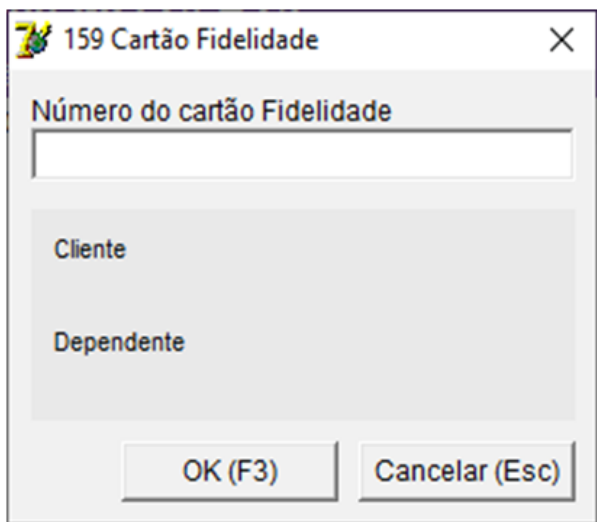 159 Cartão Fidelidade
Número do cartão Fidelidade
Cliente
Dependente
OK (F3) Cancelar (Esc)